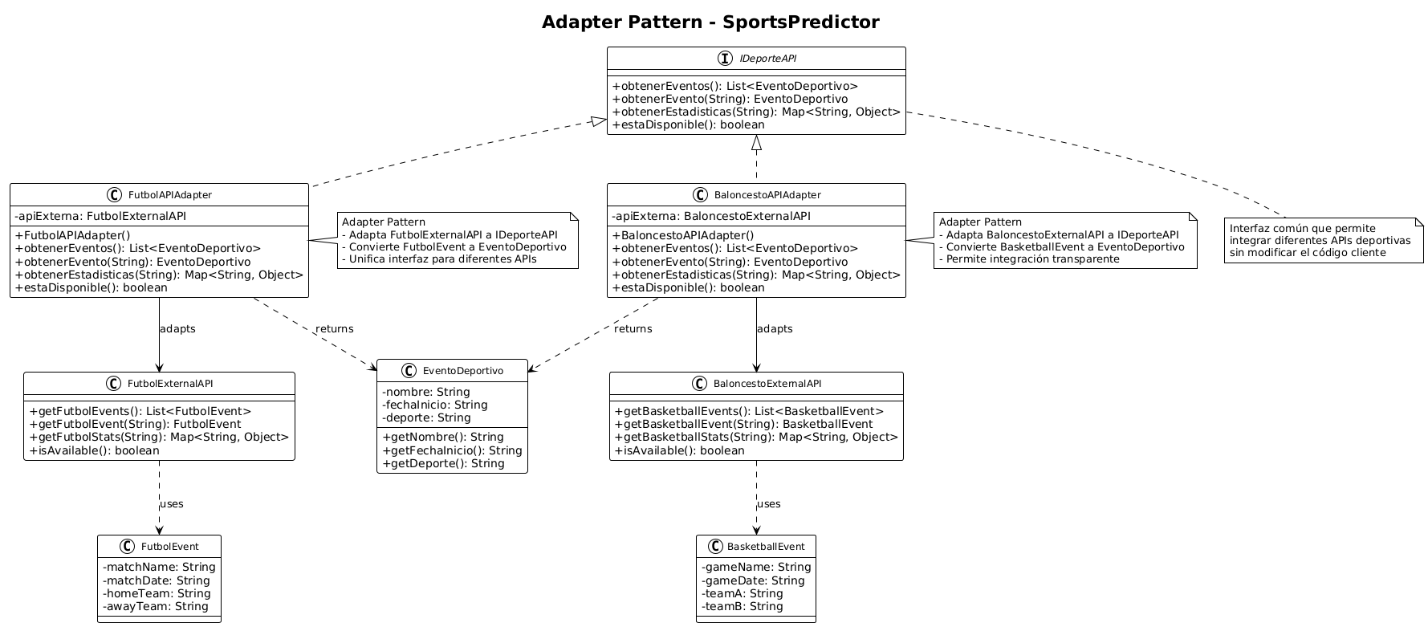 Adapter Pattern - SportsPredictor
I IDeporteAPI
+obtenerEventos(): List<EventoDeportivo>
+obtenerEvento(String): EventoDeportivo
+obtenerEstadisticas(String): Map<String, Object>
+estaDisponible(): boolean
C FutbolAPIAdapter
-apiExterna: FutbolExternalAPI
+FutbolAPIAdapter()
+obtenerEventos(): List<EventoDeportivo>
+obtenerEvento(String): EventoDeportivo
+obtenerEstadisticas(String): Map<String, Object>
+estaDisponible(): boolean
Adapter Pattern
- Adapta FutbolExternalAPI a IDeporteAPI
- Convierte FutbolEvent a EventoDeportivo
- Unifica interfaz para diferentes APIs
C BaloncestoAPIAdapter
-apiExterna: BaloncestoExternalAPI
+BaloncestoAPIAdapter()
+obtenerEventos(): List<EventoDeportivo>
+obtenerEvento(String): EventoDeportivo
+obtenerEstadisticas(String): Map<String, Object>
+estaDisponible(): boolean
Adapter Pattern
- Adapta BaloncestoExternalAPI a IDeporteAPI
- Convierte BasketballEvent a EventoDeportivo
- Permite integración transparente
Interfaz común que permite
integrar diferentes APIs deportivas
sin modificar el código cliente
adapts
returns
returns
adapts
C FutbolExternalAPI
+getFutbolEvents(): List<FutbolEvent>
+getFutbolEvent(String): FutbolEvent
+getFutbolStats(String): Map<String, Object>
+isAvailable(): boolean
C EventoDeportivo
-nombre: String
-fechaInicio: String
-deporte: String
+getNombre(): String
+getFechaInicio(): String
+getDeporte(): String
C BaloncestoExternalAPI
+getBasketballEvents(): List<BasketballEvent>
+getBasketballEvent(String): BasketballEvent
+getBasketballStats(String): Map<String, Object>
+isAvailable(): boolean
uses
uses
C FutbolEvent
-matchName: String
-matchDate: String
-homeTeam: String
-awayTeam: String
C BasketballEvent
-gameName: String
-gameDate: String
-teamA: String
-teamB: String